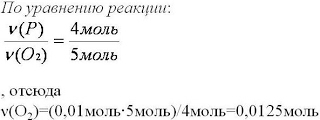 По уравнению реакции:
ν(P)/ν(O₂) = 4моль/5моль
, отсюда
ν(O₂)=(0,01моль·5моль)/4моль=0,0125моль